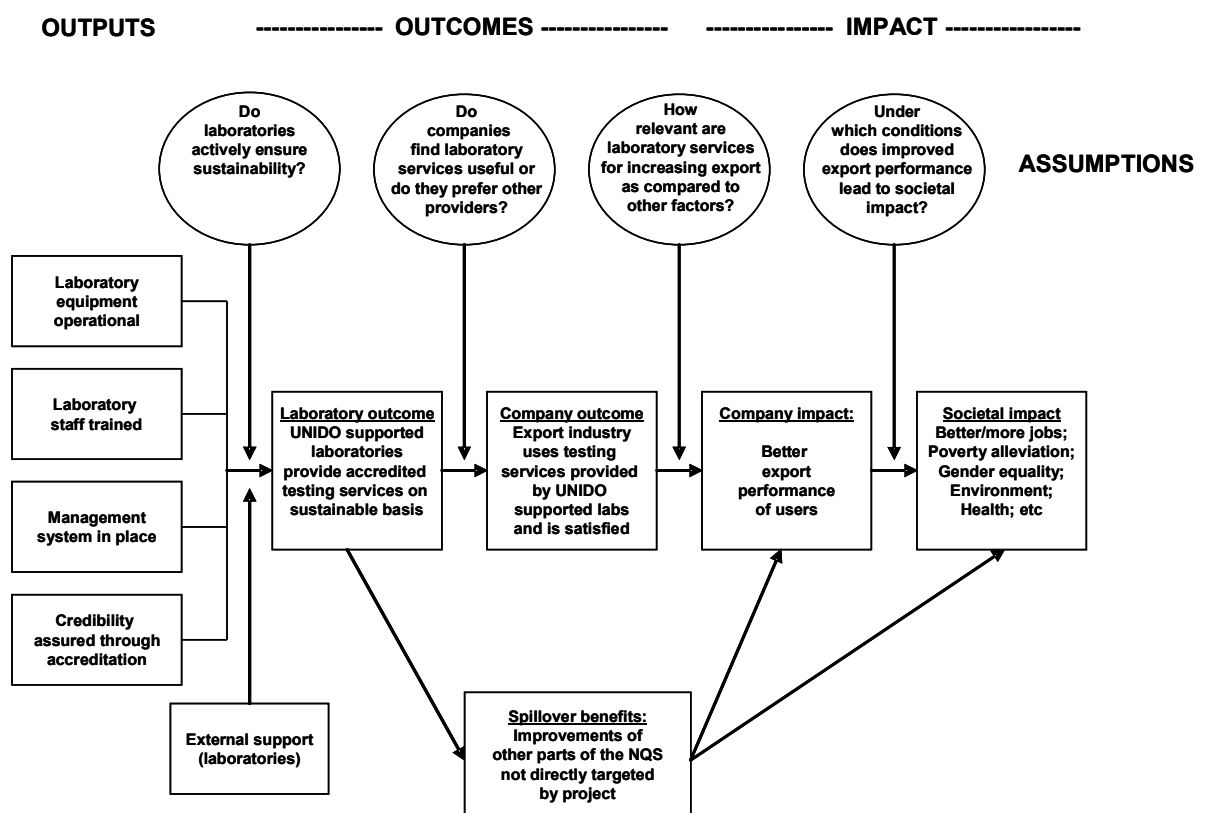 OUTPUTS
---------------- OUTCOMES ----------------
---------------- IMPACT -----------------
Do
laboratories
actively ensure
sustainability?
Do
companies
find laboratory
services useful or
do they prefer other
providers?
How
relevant are
laboratory services
for increasing export
as compared to
other factors?
Under
which conditions
does improved
export performance
lead to societal
impact?
ASSUMPTIONS
Laboratory
equipment
operational
Laboratory
staff trained
Management
system in place
Credibility
assured through
accreditation
External support
(laboratories)
Laboratory outcome
UNIDO supported
laboratories
provide accredited
testing services on
sustainable basis
Company outcome
Export industry
uses testing
services provided
by UNIDO
supported labs
and is satisfied
Company impact:
Better
export
performance
of users
Societal impact
Better/more jobs;
Poverty alleviation;
Gender equality;
Environment;
Health; etc
Spillover benefits:
Improvements of
other parts of the NQS
not directly targeted
by project